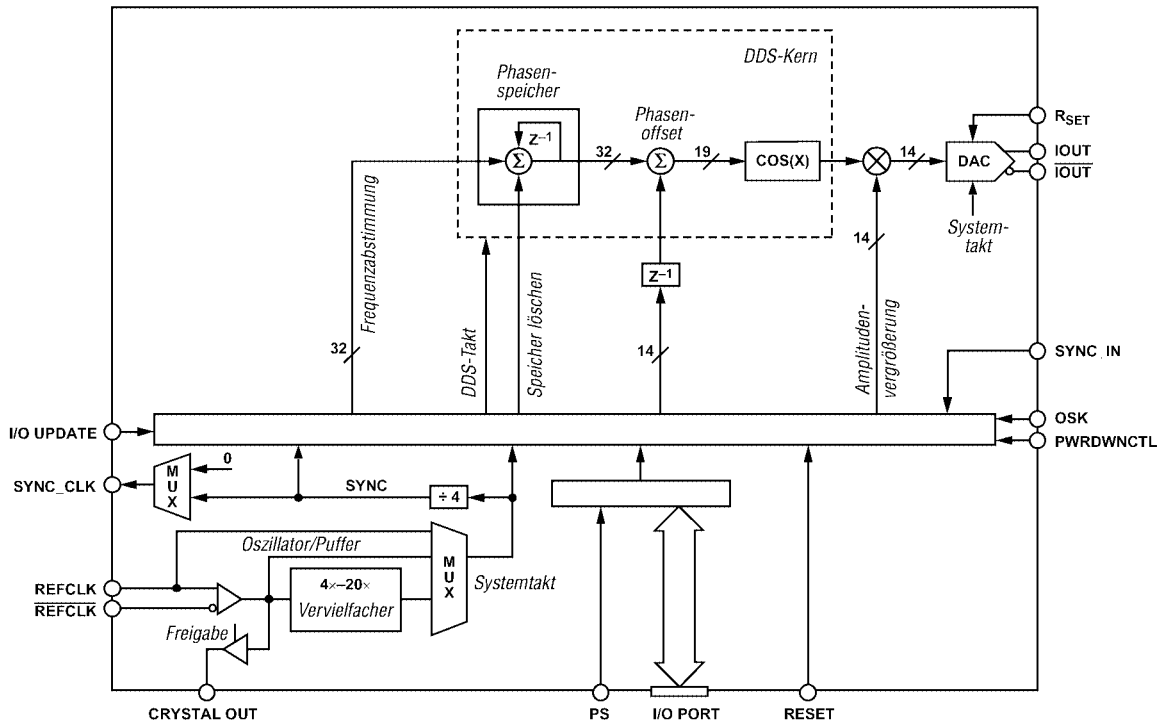 DDS-Kern
Phasen-
speicher
Z⁻¹
Σ
32
Phasen-
offset
Σ
19
COS(X)
14
DAC
RSET
IOUT
IOUT
System-
takt
14
Z⁻¹
Frequenzabstimmung
32
DDS-Takt
Speicher löschen
14
Amplituden-
vergrößerung
SYNC_IN
I/O UPDATE
OSK
PWRDWNCTL
SYNC_CLK
MUX
0
SYNC
÷ 4
Oszillator/Puffer
MUX
Systemtakt
REFCLK
REFCLK
4×–20×
Vervielfacher
Freigabe
CRYSTAL OUT
PS
I/O PORT
RESET